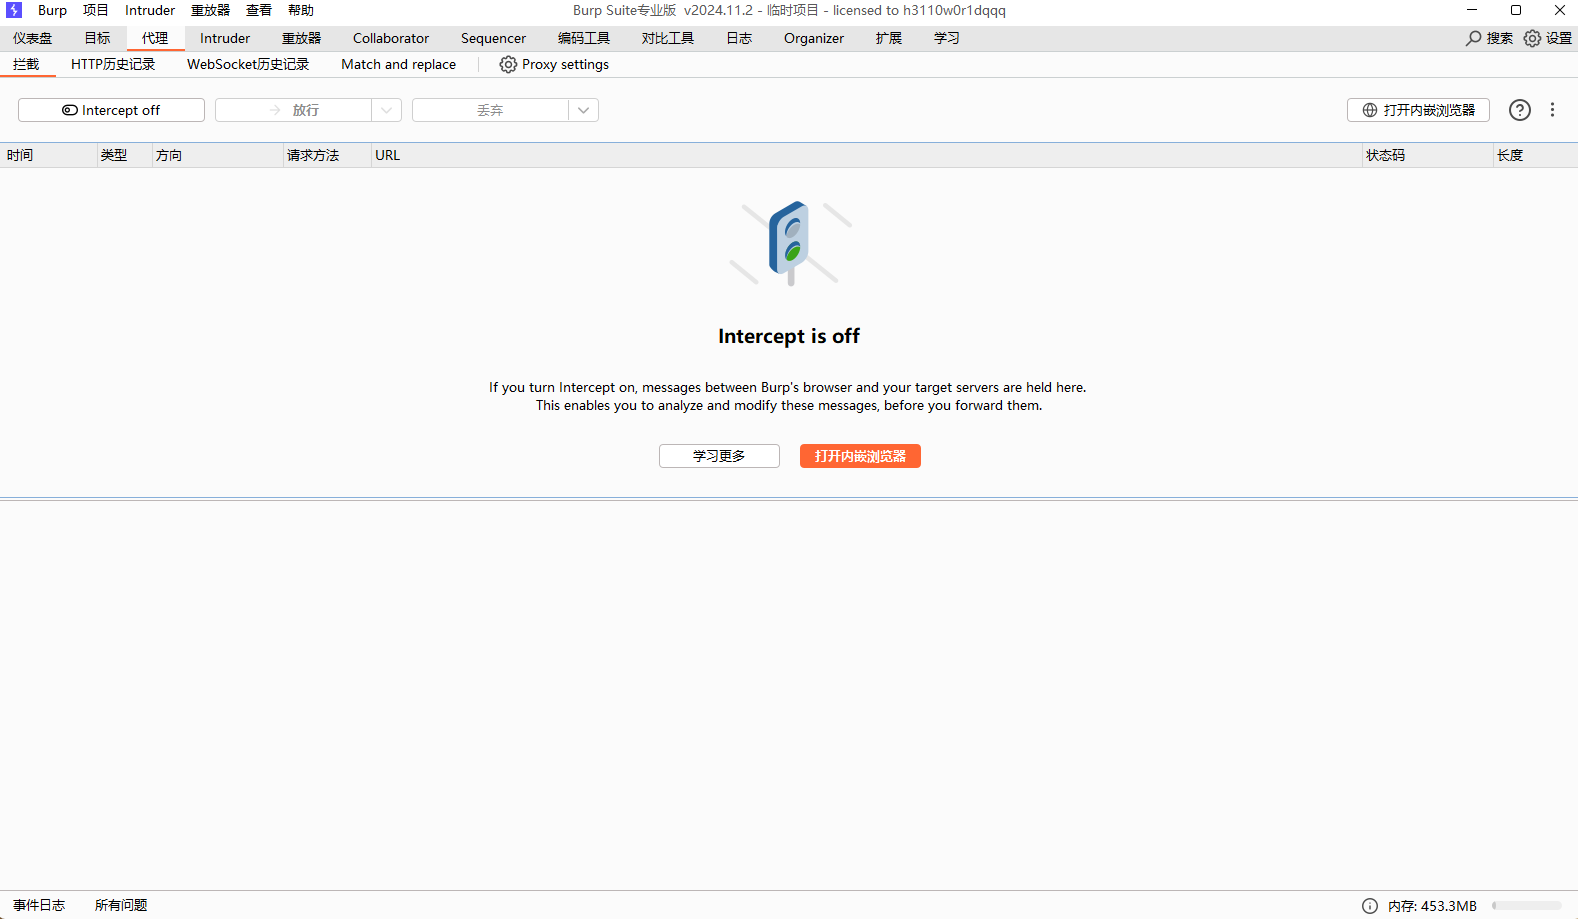 Burp 项目 Intruder 重放器 查看 帮助 Burp Suite专业版 v2024.11.2 - 临时项目 - licensed to h3110w0r1dqqq
仪表盘 目标 代理 Intruder 重放器 Collaborator Sequencer 编码工具 对比工具 日志 Organizer 扩展 学习 搜索 设置
拦截 HTTP历史记录 WebSocket历史记录 Match and replace Proxy settings
Intercept off 放行 丢弃 打开内嵌浏览器
时间 类型 方向 请求方法 URL 状态码 长度
Intercept is off
If you turn Intercept on, messages between Burp's browser and your target servers are held here.
This enables you to analyze and modify these messages, before you forward them.
学习更多 打开内嵌浏览器
事件日志 所有问题 内存: 453.3MB